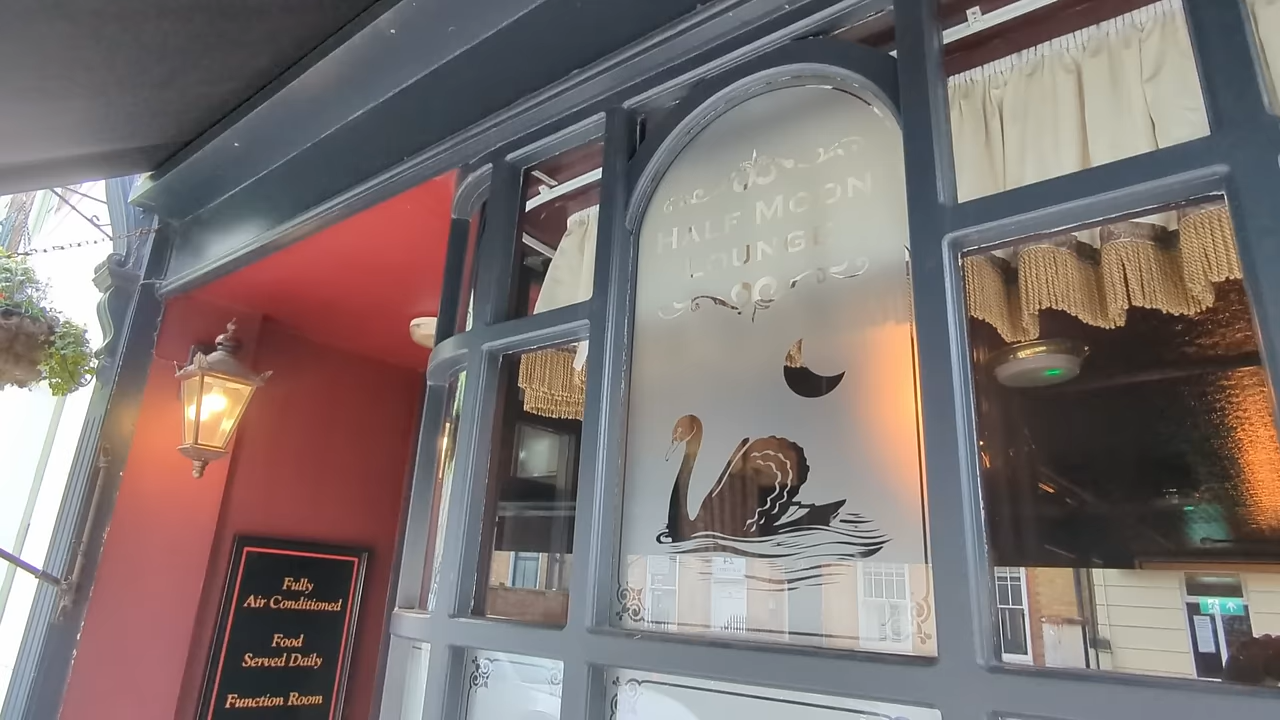 HALF MOON
LOUNGE
Fully
Air Conditioned
Food
Served Daily
Function Room